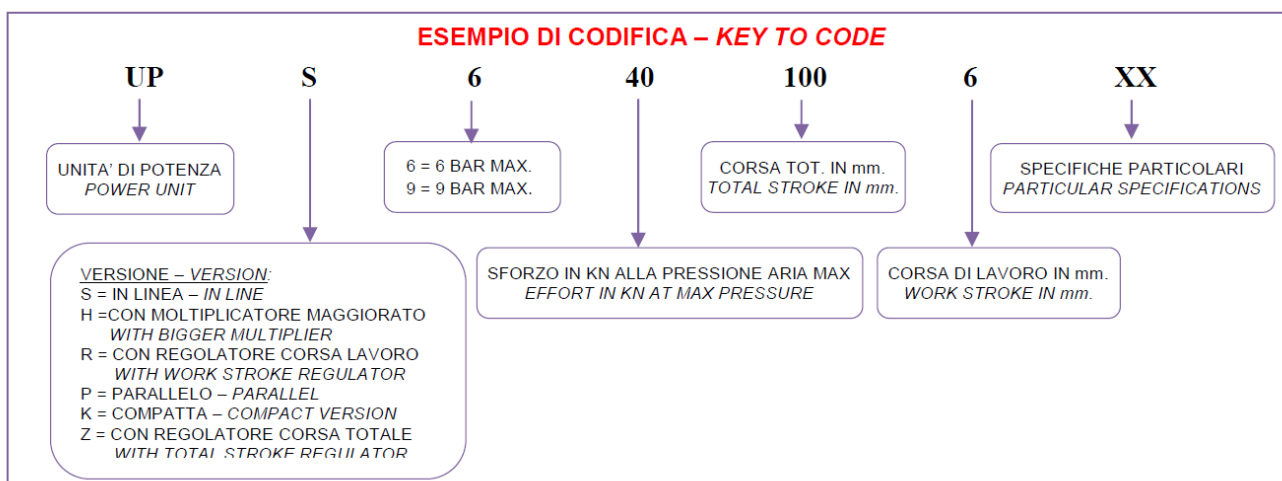 ESEMPIO DI CODIFICA – KEY TO CODE
UP S 6 40 100 6 XX
UNITA' DI POTENZA
POWER UNIT
6 = 6 BAR MAX.
9 = 9 BAR MAX.
CORSA TOT. IN mm.
TOTAL STROKE IN mm.
SPECIFICHE PARTICOLARI
PARTICULAR SPECIFICATIONS
VERSIONE – VERSION:
S = IN LINEA – IN LINE
H =CON MOLTIPLICATORE MAGGIORATO
WITH BIGGER MULTIPLIER
R = CON REGOLATORE CORSA LAVORO
WITH WORK STROKE REGULATOR
P = PARALLELO – PARALLEL
K = COMPATTA – COMPACT VERSION
Z = CON REGOLATORE CORSA TOTALE
WITH TOTAL STROKE REGULATOR
SFORZO IN KN ALLA PRESSIONE ARIA MAX
EFFORT IN KN AT MAX PRESSURE
CORSA DI LAVORO IN mm.
WORK STROKE IN mm.